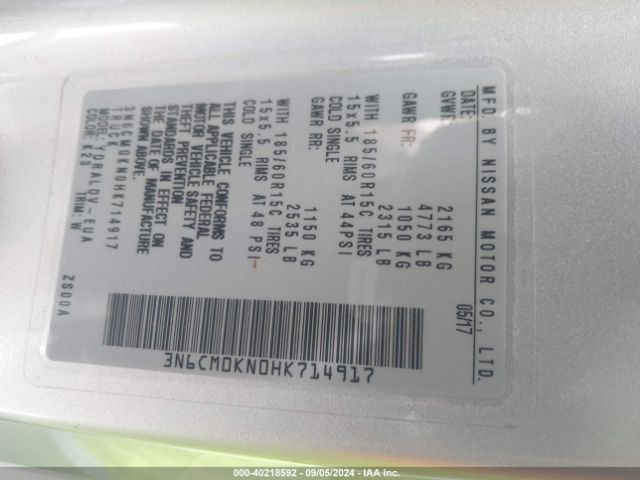 MFD. BY NISSAN MOTOR CO., LTD.
DATE: 05/17
GVWR: 2165 KG
4773 LB
GAWR FR: 1050 KG
2315 LB
WITH 185/60R15C TIRES
15x5.5 RIMS AT 44PSI
COLD SINGLE
GAWR RR: 1150 KG
2535 LB
WITH 185/60R15C TIRES
15x5.5 RIMS AT 48 PSI
COLD SINGLE
THIS VEHICLE CONFORMS TO
ALL APPLICABLE FEDERAL
MOTOR VEHICLE SAFETY AND
THEFT PREVENTION
STANDARDS IN EFFECT ON
THE DATE OF MANUFACTURE
SHOWN ABOVE.
3N6CM0KN0HK714917
TRUCK
MODEL: YDRALQV-EUA
COLOR: K23 TRIM: W
ZS00A
3N6CM0KN0HK714917
000-40218592 - 09/05/2024 - IAA Inc.